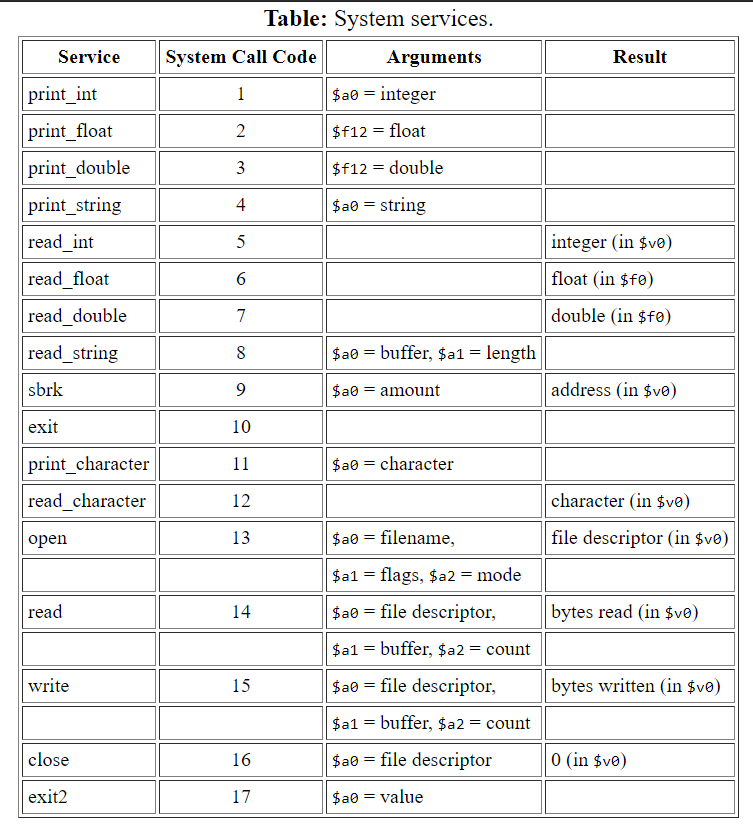 Table: System services.
Service System Call Code Arguments Result
print_int 1 $a0 = integer
print_float 2 $f12 = float
print_double 3 $f12 = double
print_string 4 $a0 = string
read_int 5 integer (in $v0)
read_float 6 float (in $f0)
read_double 7 double (in $f0)
read_string 8 $a0 = buffer, $a1 = length
sbrk 9 $a0 = amount address (in $v0)
exit 10
print_character 11 $a0 = character
read_character 12 character (in $v0)
open 13 $a0 = filename, file descriptor (in $v0)
$a1 = flags, $a2 = mode
read 14 $a0 = file descriptor, bytes read (in $v0)
$a1 = buffer, $a2 = count
write 15 $a0 = file descriptor, bytes written (in $v0)
$a1 = buffer, $a2 = count
close 16 $a0 = file descriptor 0 (in $v0)
exit2 17 $a0 = value